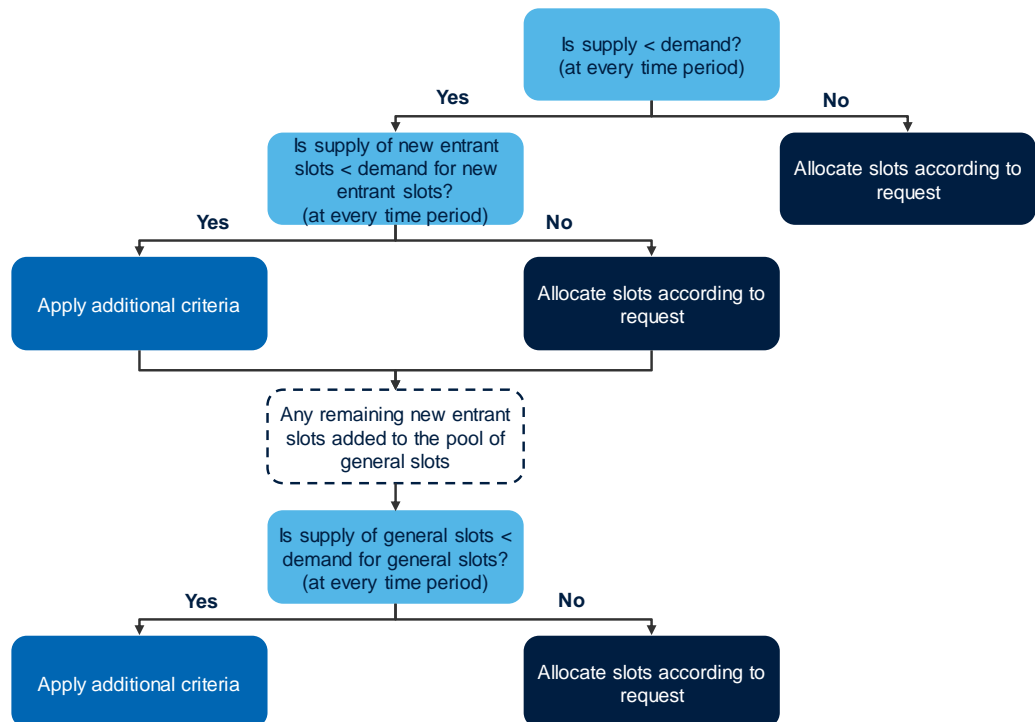 Is supply < demand?
(at every time period)
Yes
No
Is supply of new entrant
slots < demand for new
entrant slots?
(at every time period)
Allocate slots according to
request
Yes
No
Apply additional criteria
Allocate slots according to
request
Any remaining new entrant
slots added to the pool of
general slots
Is supply of general slots <
demand for general slots?
(at every time period)
Yes
No
Apply additional criteria
Allocate slots according to
request